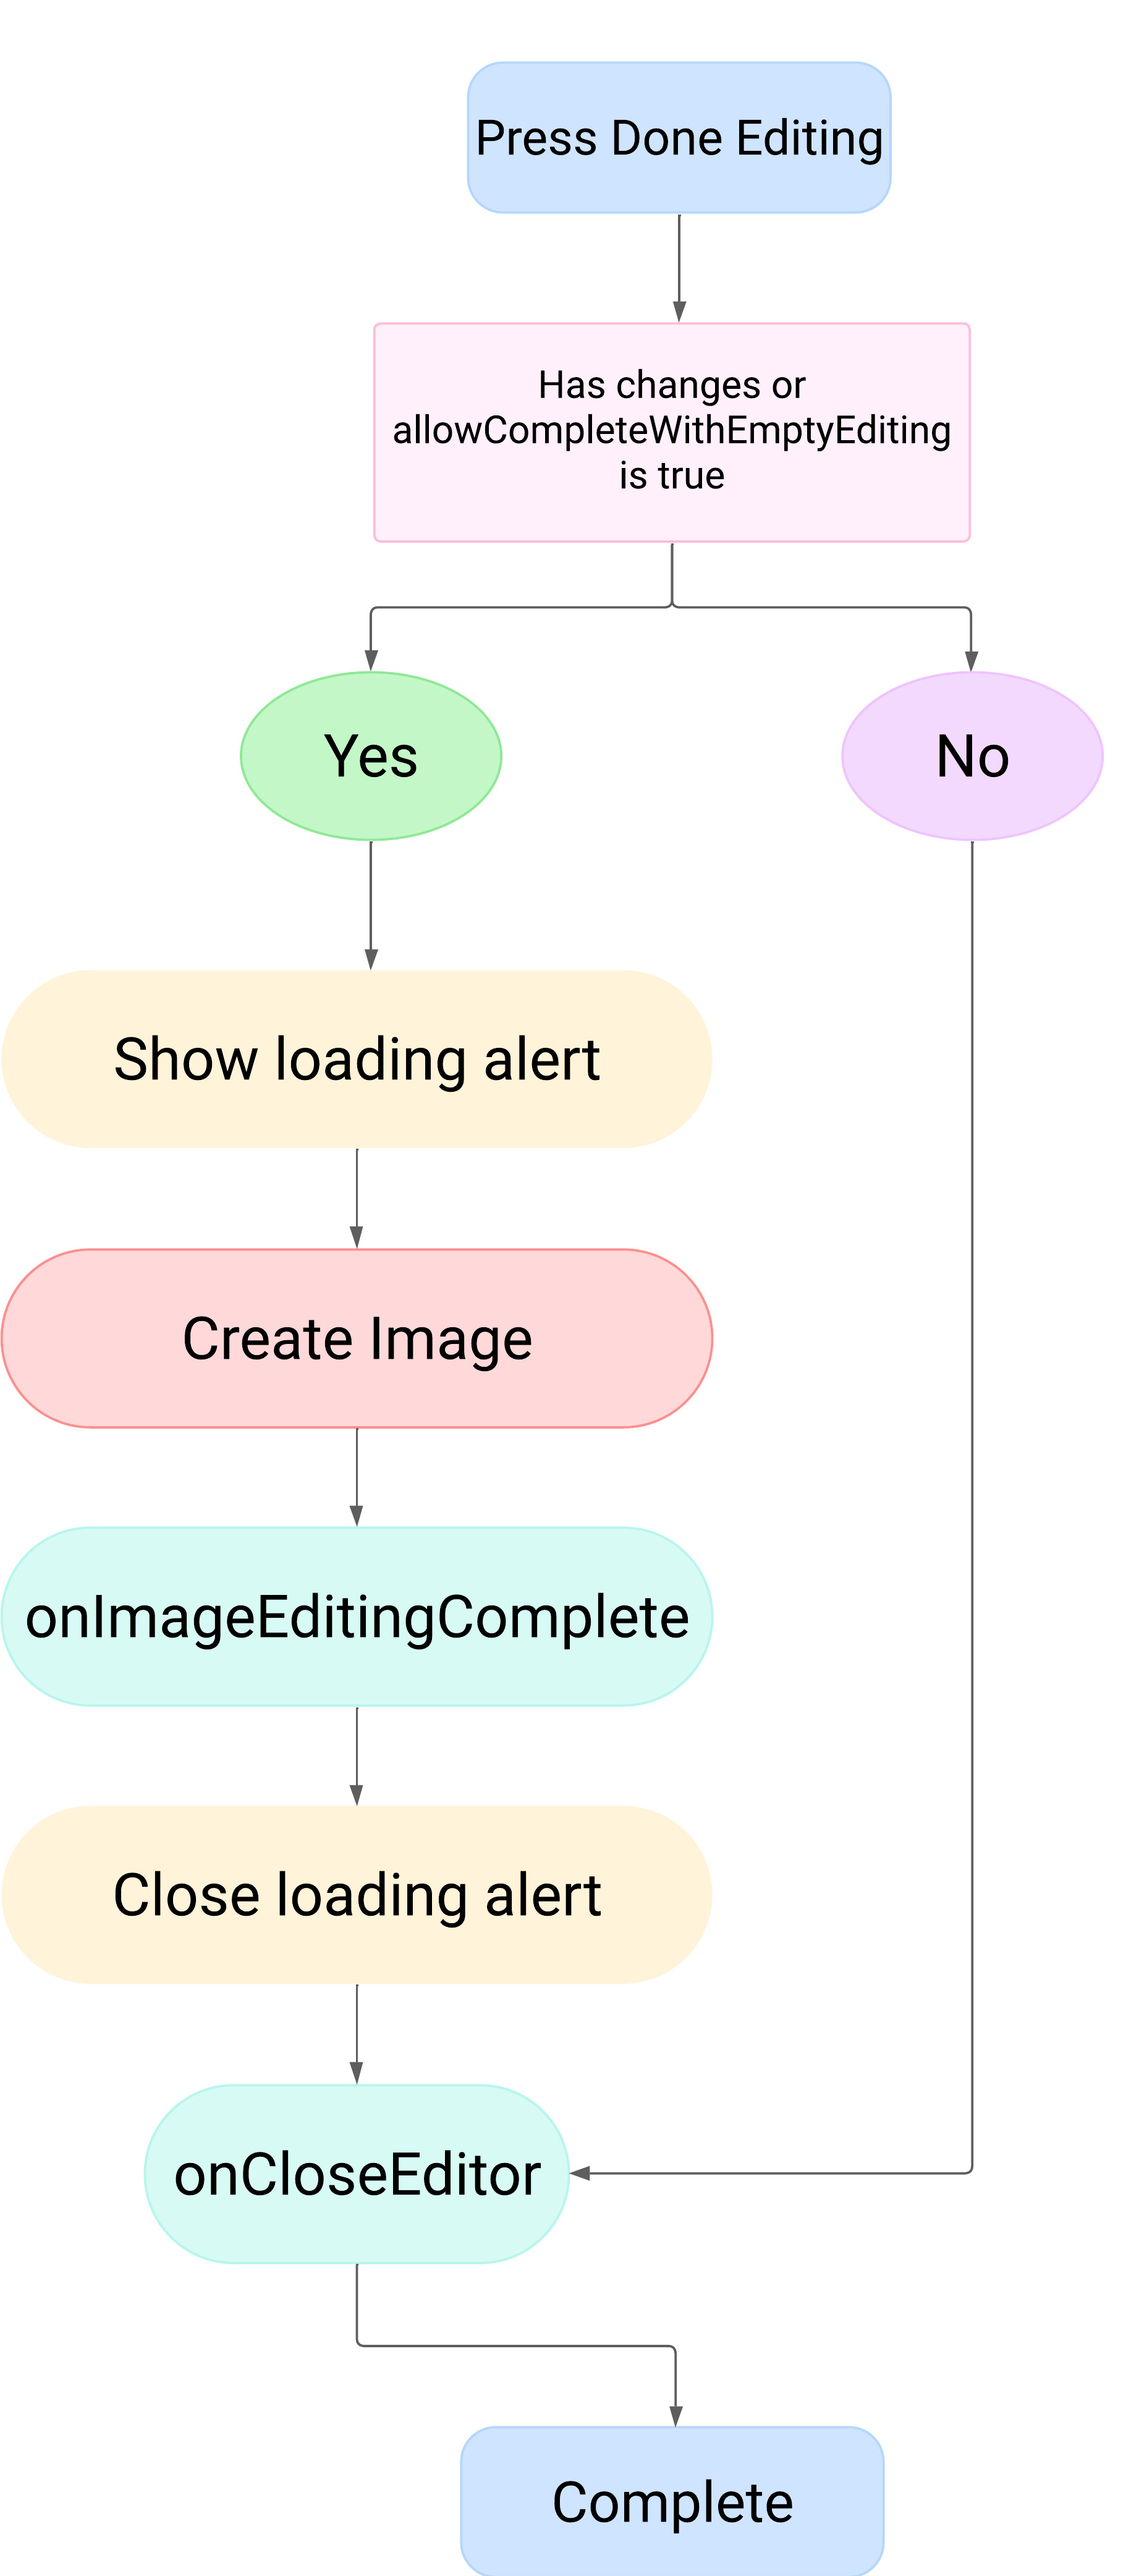 Press Done Editing
Has changes or
allowCompleteWithEmptyEditing
is true
Yes
No
Show loading alert
Create Image
onImageEditingComplete
Close loading alert
onCloseEditor
Complete